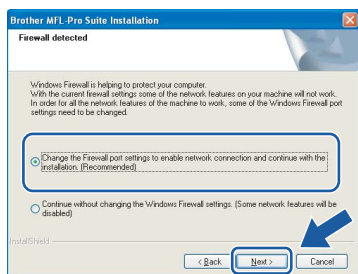 Brother MFL-Pro Suite Installation
Firewall detected
Windows Firewall is helping to protect your computer.
With the current firewall settings some of the network features on your machine will not work.
In order for all the network features of the machine to work, some of the Windows Firewall port
settings need to be changed.
Change the Firewall port settings to enable network connection and continue with the
installation. (Recommended)
Continue without changing the Windows Firewall settings. (Some network features will be
disabled)
InstallShield
< Back
Next >
Cancel